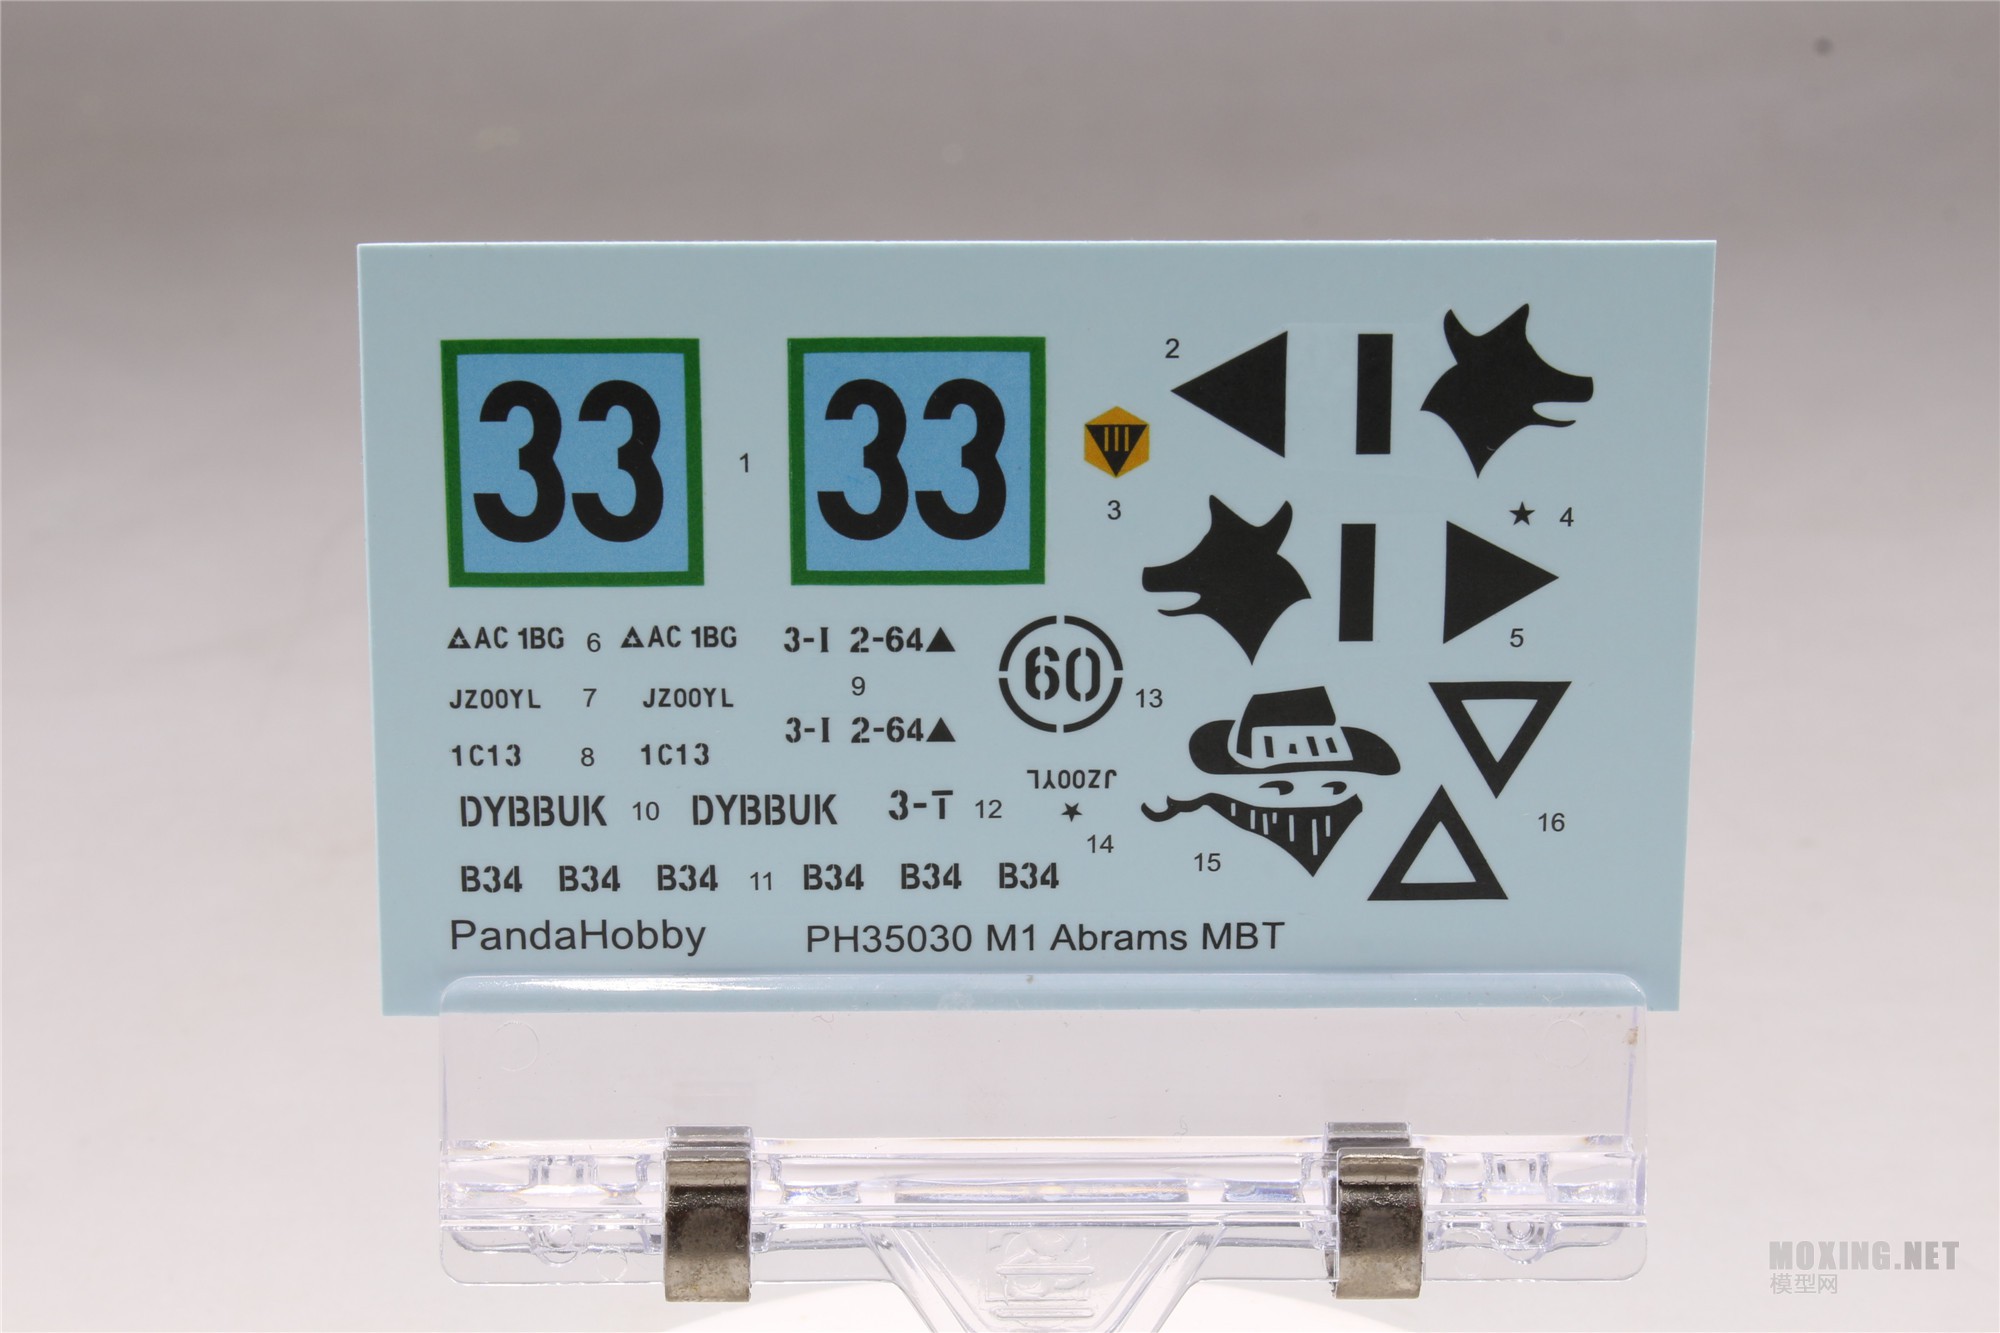 33 1 33
2
3
4
5
△AC 1BG 6 △AC 1BG
3-I 2-64▲
JZ00YL 7 JZ00YL
9
60 13
1C13 8 1C13
3-I 2-64▲
JZ00YL
DYBBUK 10 DYBBUK 3-T 12
14
15
16
B34 B34 B34 11 B34 B34 B34
PandaHobby PH35030 M1 Abrams MBT
MOXING.NET
模型网